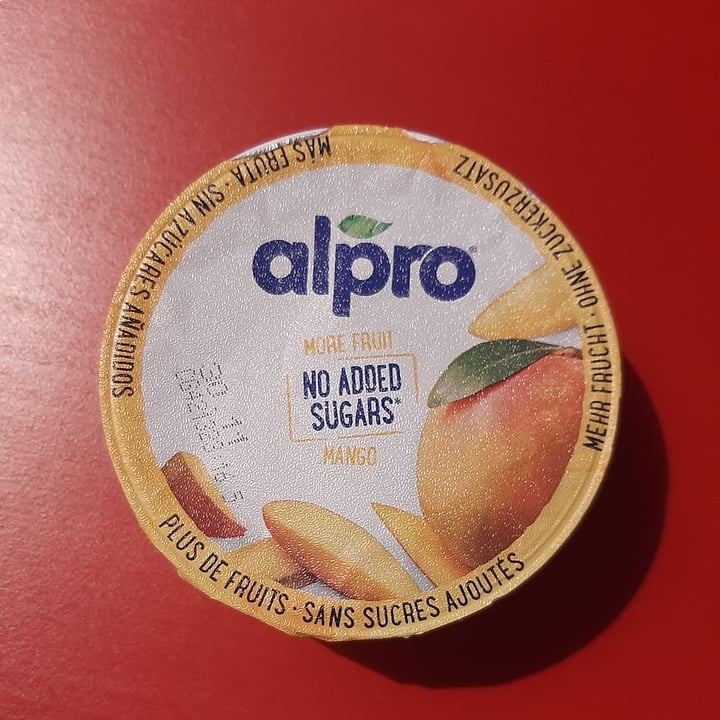 alpro
MORE FRUIT
NO ADDED
SUGARS*
MANGO
MÁS FRUTA · SIN AZÚCARES AÑADIDOS
MEHR FRUCHT · OHNE ZUCKERZUSATZ
PLUS DE FRUITS · SANS SUCRES AJOUTÉS